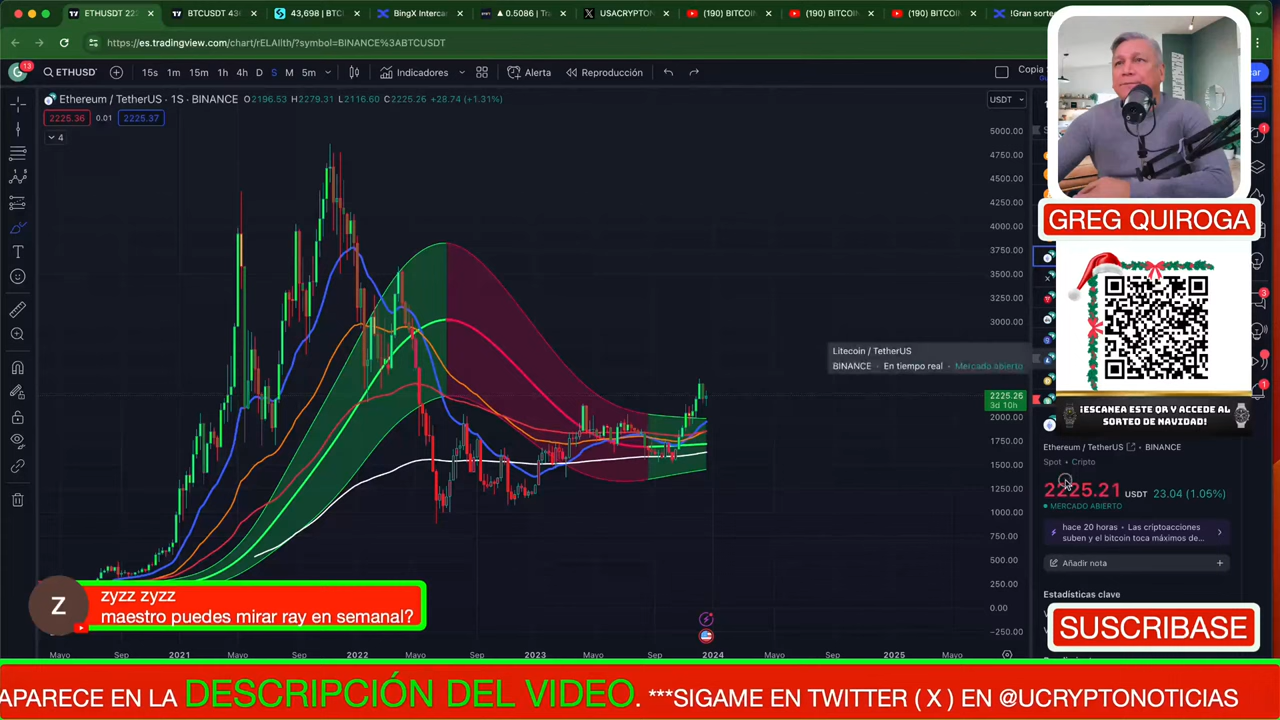 ETHUSDT 22
BTCUSDT 43
43,698 | BTC
BingX Interca
▲ 0.5086 | Tra
USACRYPTON
(190) BITCOIN
(190) BITCOIN
(190) BITCOIN
!Gran sorte
https://es.tradingview.com/chart/rELAIlth/?symbol=BINANCE%3ABTCUSDT
13
ETHUSDT
15s 1m 15m 1h 4h D S M 5m
Indicadores
Alerta
Reproducción
Copia t
Ethereum / TetherUS · 1S · BINANCE O2196.53 H2279.31 L2116.60 C2225.26 +28.74 (+1.31%)
USDT
2225.36 0.01 2225.37
4
5000.00
4750.00
4500.00
4250.00
4000.00
3750.00
3500.00
3250.00
3000.00
2225.26
3d 10h
2000.00
1750.00
1500.00
1250.00
1000.00
750.00
500.00
250.00
0.00
-250.00
Litecoin / TetherUS
BINANCE • En tiempo real • Mercado abierto
GREG QUIROGA
¡ESCANEA ESTE QR Y ACCEDE AL
SORTEO DE NAVIDAD!
Ethereum / TetherUS BINANCE
Spot • Cripto
2225.21 USDT 23.04 (1.05%)
MERCADO ABIERTO
hace 20 horas • Las criptoacciones
suben y el bitcoin toca máximos de...
Añadir nota
Estadísticas clave
SUSCRIBASE
Z
zyzz zyzz
maestro puedes mirar ray en semanal?
Mayo Sep 2021 Mayo Sep 2022 Mayo Sep 2023 Mayo Sep 2024 Mayo Sep 2025 Mayo
APARECE EN LA DESCRIPCIÓN DEL VIDEO. ***SIGAME EN TWITTER ( X ) EN @UCRYPTONOTICIAS